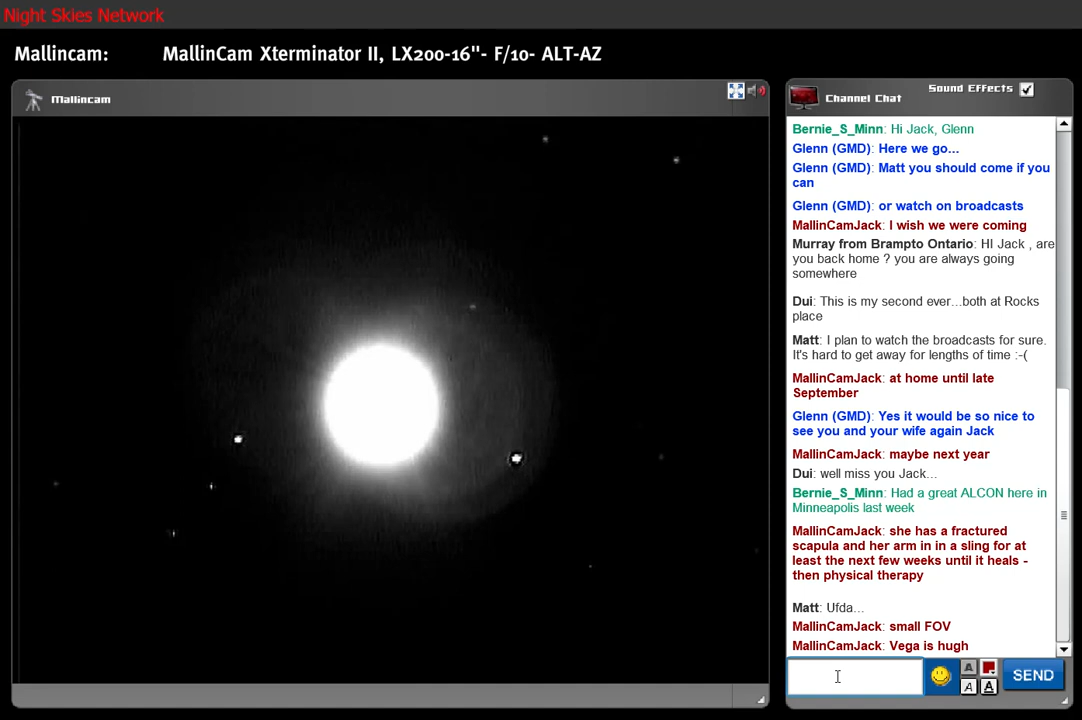 Night Skies Network
Mallincam: MallinCam Xterminator II, LX200-16"- F/10- ALT-AZ
Mallincam
Channel Chat
Sound Effects
Bernie_S_Minn: Hi Jack, Glenn
Glenn (GMD): Here we go...
Glenn (GMD): Matt you should come if you
can
Glenn (GMD): or watch on broadcasts
MallinCamJack: I wish we were coming
Murray from Brampto Ontario: HI Jack , are
you back home ? you are always going
somewhere
Dui: This is my second ever...both at Rocks
place
Matt: I plan to watch the broadcasts for sure.
It's hard to get away for lengths of time :-(
MallinCamJack: at home until late
September
Glenn (GMD): Yes it would be so nice to
see you and your wife again Jack
MallinCamJack: maybe next year
Dui: well miss you Jack...
Bernie_S_Minn: Had a great ALCON here in
Minneapolis last week
MallinCamJack: she has a fractured
scapula and her arm in in a sling for at
least the next few weeks until it heals -
then physical therapy
Matt: Ufda...
MallinCamJack: small FOV
MallinCamJack: Vega is hugh
A
A A
SEND